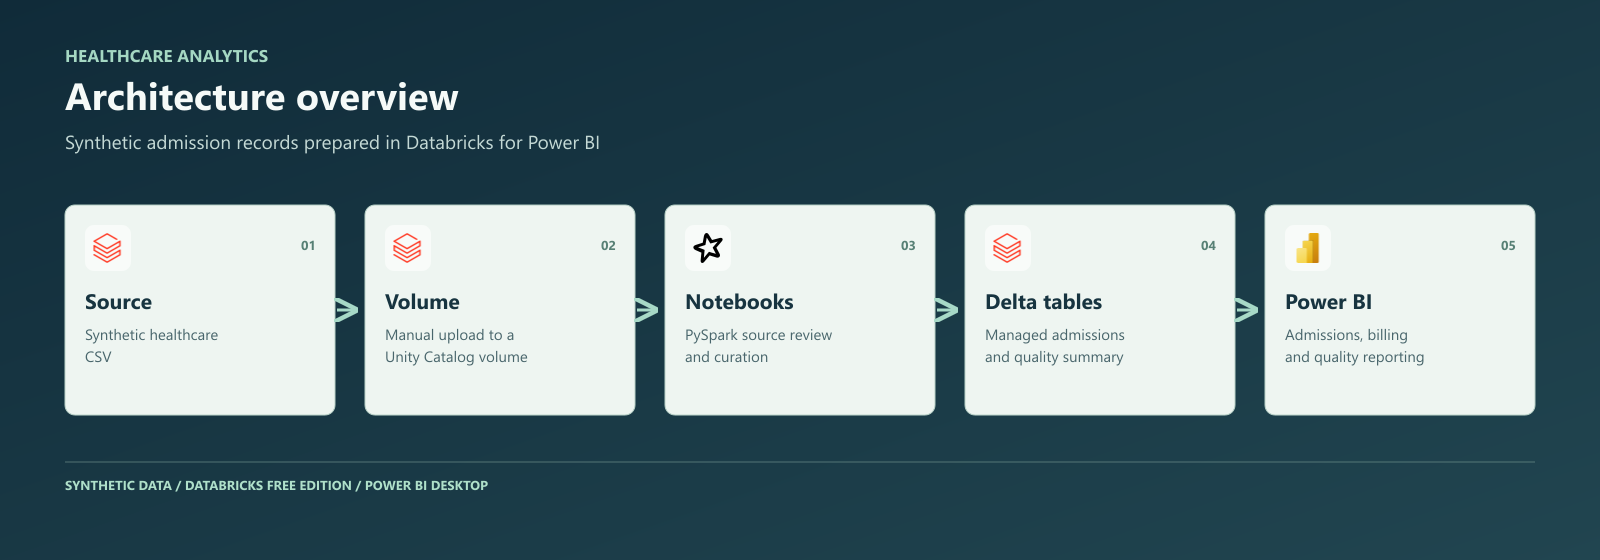 HEALTHCARE ANALYTICS
Architecture overview
Synthetic admission records prepared in Databricks for Power BI
01
Source
Synthetic healthcare
CSV
02
Volume
Manual upload to a
Unity Catalog volume
03
Notebooks
PySpark source review
and curation
04
Delta tables
Managed admissions
and quality summary
05
Power BI
Admissions, billing
and quality reporting
SYNTHETIC DATA / DATABRICKS FREE EDITION / POWER BI DESKTOP